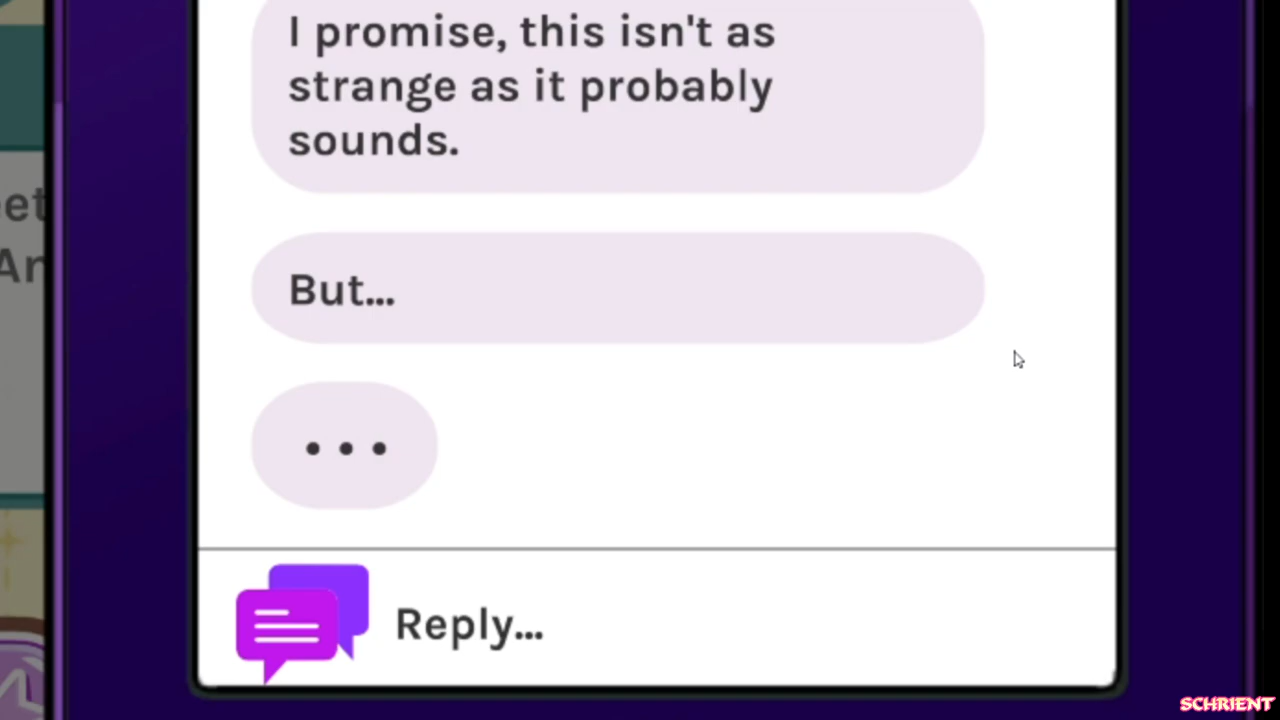 I promise, this isn't as
strange as it probably
sounds.
But...
Reply...
SCHRIENT